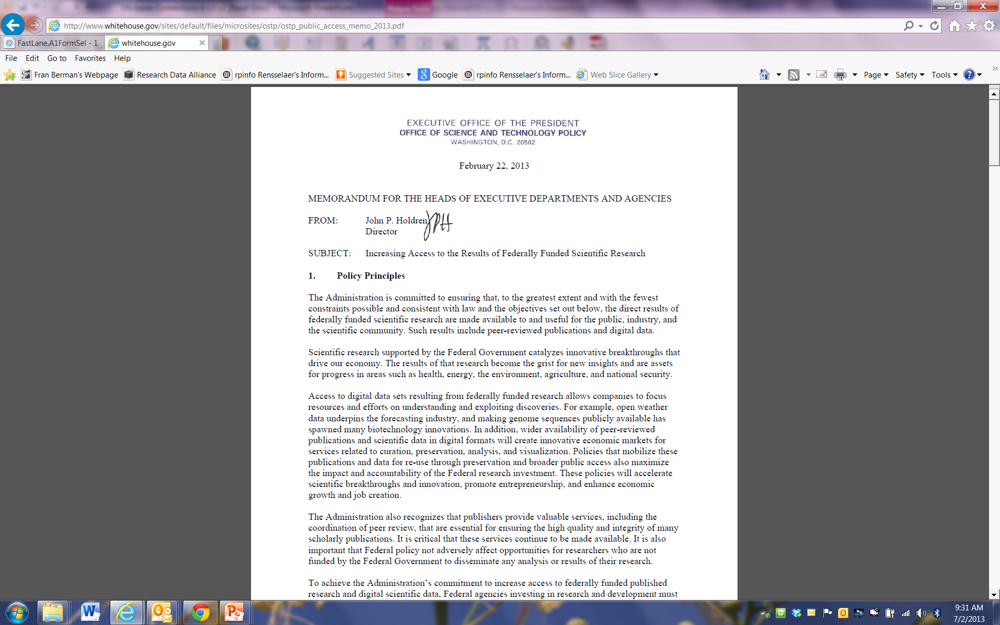 http://www.whitehouse.gov/sites/default/files/microsites/ostp/ostp_public_access_memo_2013.pdf
FastLane.A1FormSel - 1
whitehouse.gov
File Edit Go to Favorites Help
Fran Berman's Webpage Research Data Alliance rpinfo Rensselaer's Inform... Suggested Sites Google rpinfo Rensselaer's Inform... Web Slice Gallery Page Safety Tools
EXECUTIVE OFFICE OF THE PRESIDENT
OFFICE OF SCIENCE AND TECHNOLOGY POLICY
WASHINGTON, D.C. 20502
February 22, 2013
MEMORANDUM FOR THE HEADS OF EXECUTIVE DEPARTMENTS AND AGENCIES
FROM: John P. Holdren JPH
Director
SUBJECT: Increasing Access to the Results of Federally Funded Scientific Research
1. Policy Principles
The Administration is committed to ensuring that, to the greatest extent and with the fewest
constraints possible and consistent with law and the objectives set out below, the direct results of
federally funded scientific research are made available to and useful for the public, industry, and
the scientific community. Such results include peer-reviewed publications and digital data.
Scientific research supported by the Federal Government catalyzes innovative breakthroughs that
drive our economy. The results of that research become the grist for new insights and are assets
for progress in areas such as health, energy, the environment, agriculture, and national security.
Access to digital data sets resulting from federally funded research allows companies to focus
resources and efforts on understanding and exploiting discoveries. For example, open weather
data underpins the forecasting industry, and making genome sequences publicly available has
spawned many biotechnology innovations. In addition, wider availability of peer-reviewed
publications and scientific data in digital formats will create innovative economic markets for
services related to curation, preservation, analysis, and visualization. Policies that mobilize these
publications and data for re-use through preservation and broader public access also maximize
the impact and accountability of the Federal research investment. These policies will accelerate
scientific breakthroughs and innovation, promote entrepreneurship, and enhance economic
growth and job creation.
The Administration also recognizes that publishers provide valuable services, including the
coordination of peer review, that are essential for ensuring the high quality and integrity of many
scholarly publications. It is critical that these services continue to be made available. It is also
important that Federal policy not adversely affect opportunities for researchers who are not
funded by the Federal Government to disseminate any analysis or results of their research.
To achieve the Administration's commitment to increase access to federally funded published
research and digital scientific data, Federal agencies investing in research and development must
9:31 AM
7/2/2013